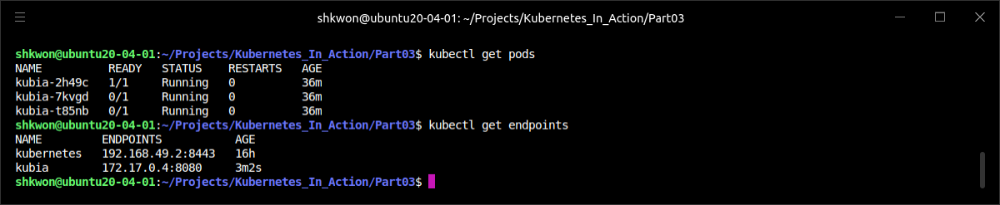 shkwon@ubuntu20-04-01: ~/Projects/Kubernetes_In_Action/Part03
shkwon@ubuntu20-04-01:~/Projects/Kubernetes_In_Action/Part03$ kubectl get pods
NAME          READY   STATUS    RESTARTS   AGE
kubia-2h49c   1/1     Running   0          36m
kubia-7kvgd   0/1     Running   0          36m
kubia-t85nb   0/1     Running   0          36m
shkwon@ubuntu20-04-01:~/Projects/Kubernetes_In_Action/Part03$ kubectl get endpoints
NAME         ENDPOINTS           AGE
kubernetes   192.168.49.2:8443   16h
kubia        172.17.0.4:8080     3m2s
shkwon@ubuntu20-04-01:~/Projects/Kubernetes_In_Action/Part03$